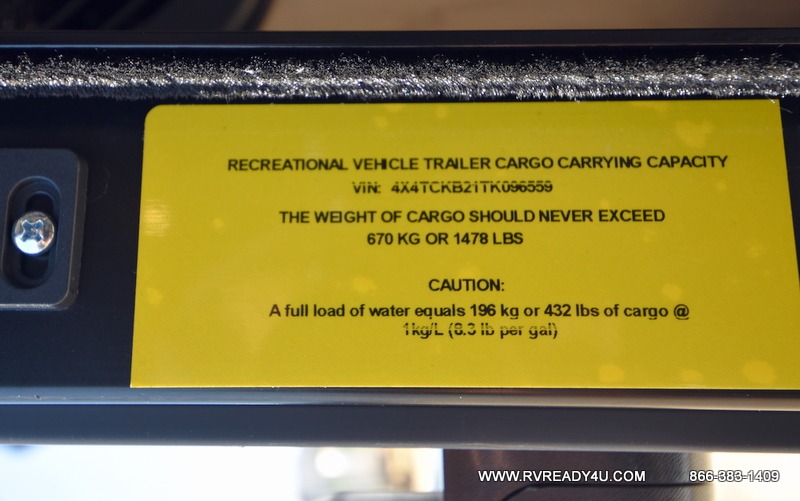 RECREATIONAL VEHICLE TRAILER CARGO CARRYING CAPACITY
VIN: 4X4TCKB21TK096559
THE WEIGHT OF CARGO SHOULD NEVER EXCEED
670 KG OR 1478 LBS
CAUTION:
A full load of water equals 196 kg or 432 lbs of cargo @
1kg/L (8.3 lb per gal)
WWW.RVREADY4U.COM 866-383-1409